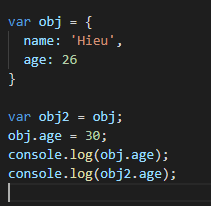 var obj = {
  name: 'Hieu',
  age: 26
}

var obj2 = obj;
obj.age = 30;
console.log(obj.age);
console.log(obj2.age);